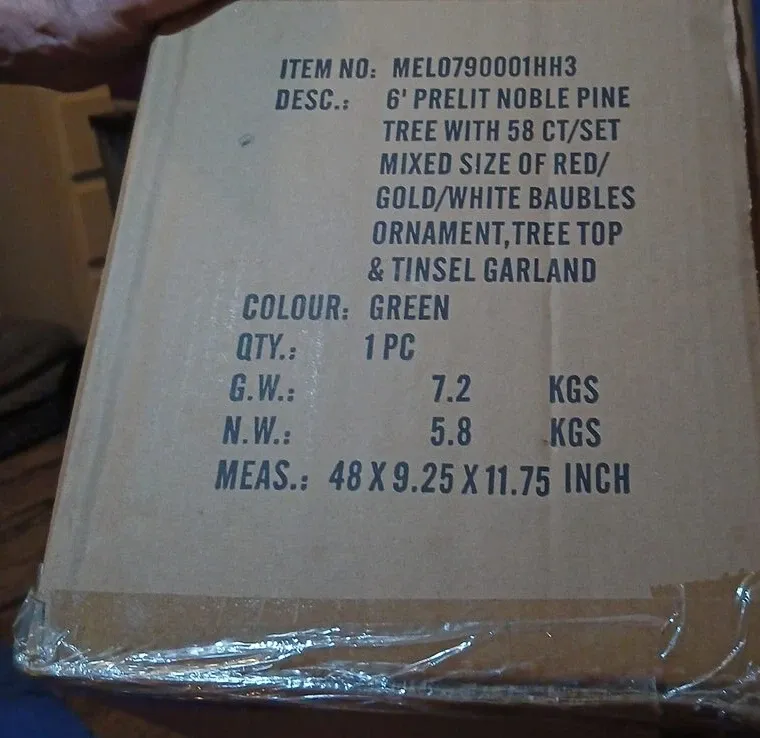 ITEM NO: MEL0790001HH3
DESC.: 6' PRELIT NOBLE PINE
TREE WITH 58 CT/SET
MIXED SIZE OF RED/
GOLD/WHITE BAUBLES
ORNAMENT,TREE TOP
& TINSEL GARLAND
COLOUR: GREEN
QTY.: 1 PC
G.W.: 7.2 KGS
N.W.: 5.8 KGS
MEAS.: 48 X 9.25 X 11.75 INCH